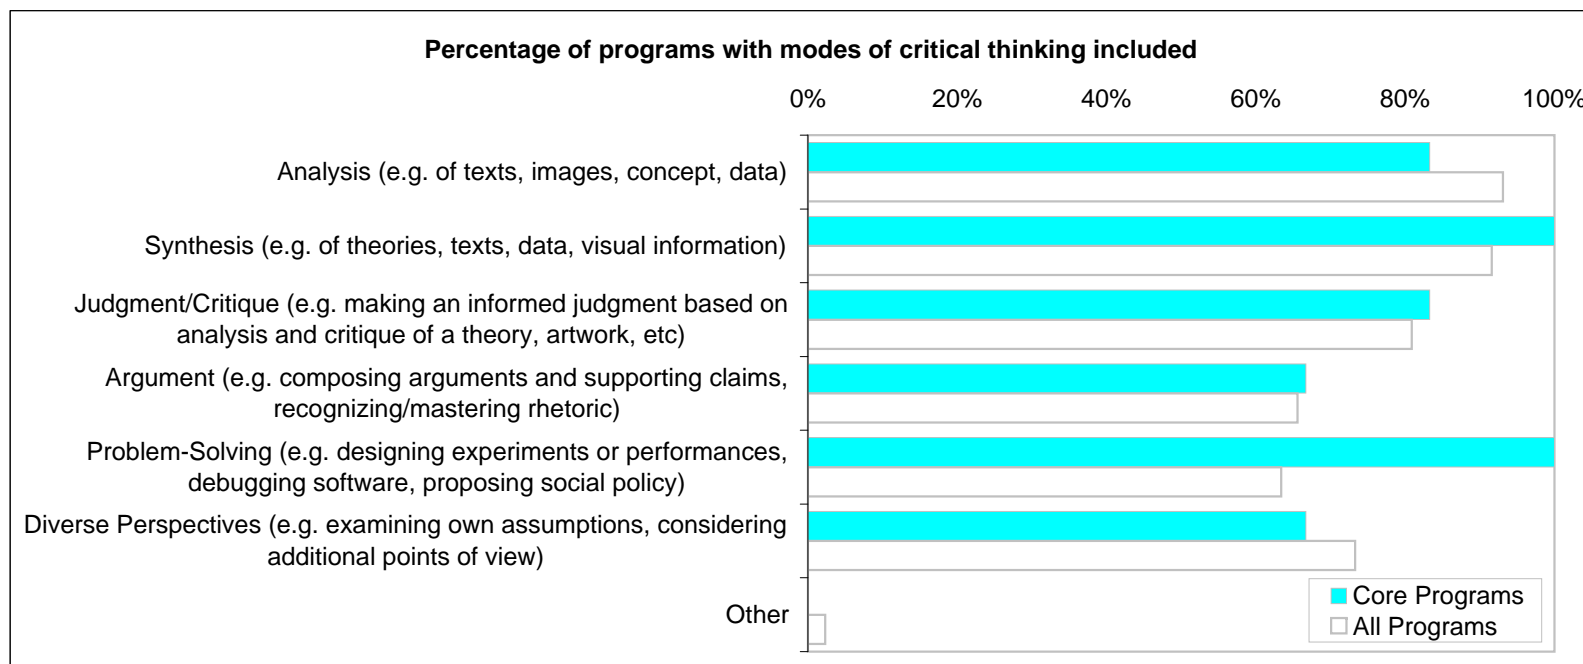 Percentage of programs with modes of critical thinking included
0% 20% 40% 60% 80% 100%
Analysis (e.g. of texts, images, concept, data)
Synthesis (e.g. of theories, texts, data, visual information)
Judgment/Critique (e.g. making an informed judgment based on
analysis and critique of a theory, artwork, etc)
Argument (e.g. composing arguments and supporting claims,
recognizing/mastering rhetoric)
Problem-Solving (e.g. designing experiments or performances,
debugging software, proposing social policy)
Diverse Perspectives (e.g. examining own assumptions, considering
additional points of view)
Other
Core Programs
All Programs